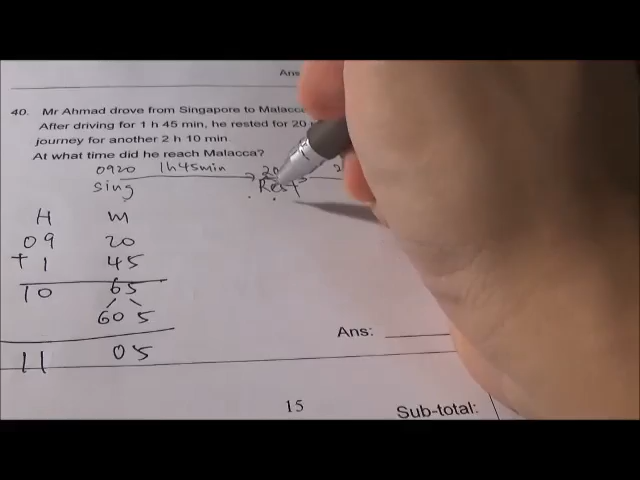 Ans
40. Mr Ahmad drove from Singapore to Malacca
After driving for 1 h 45 min, he rested for 20
journey for another 2 h 10 min.
At what time did he reach Malacca?
0920 1h45min 20 2
Sing Rest
H M
09 20
+ 1 45
10 65
60 5
11 05
Ans:
15
Sub-total: